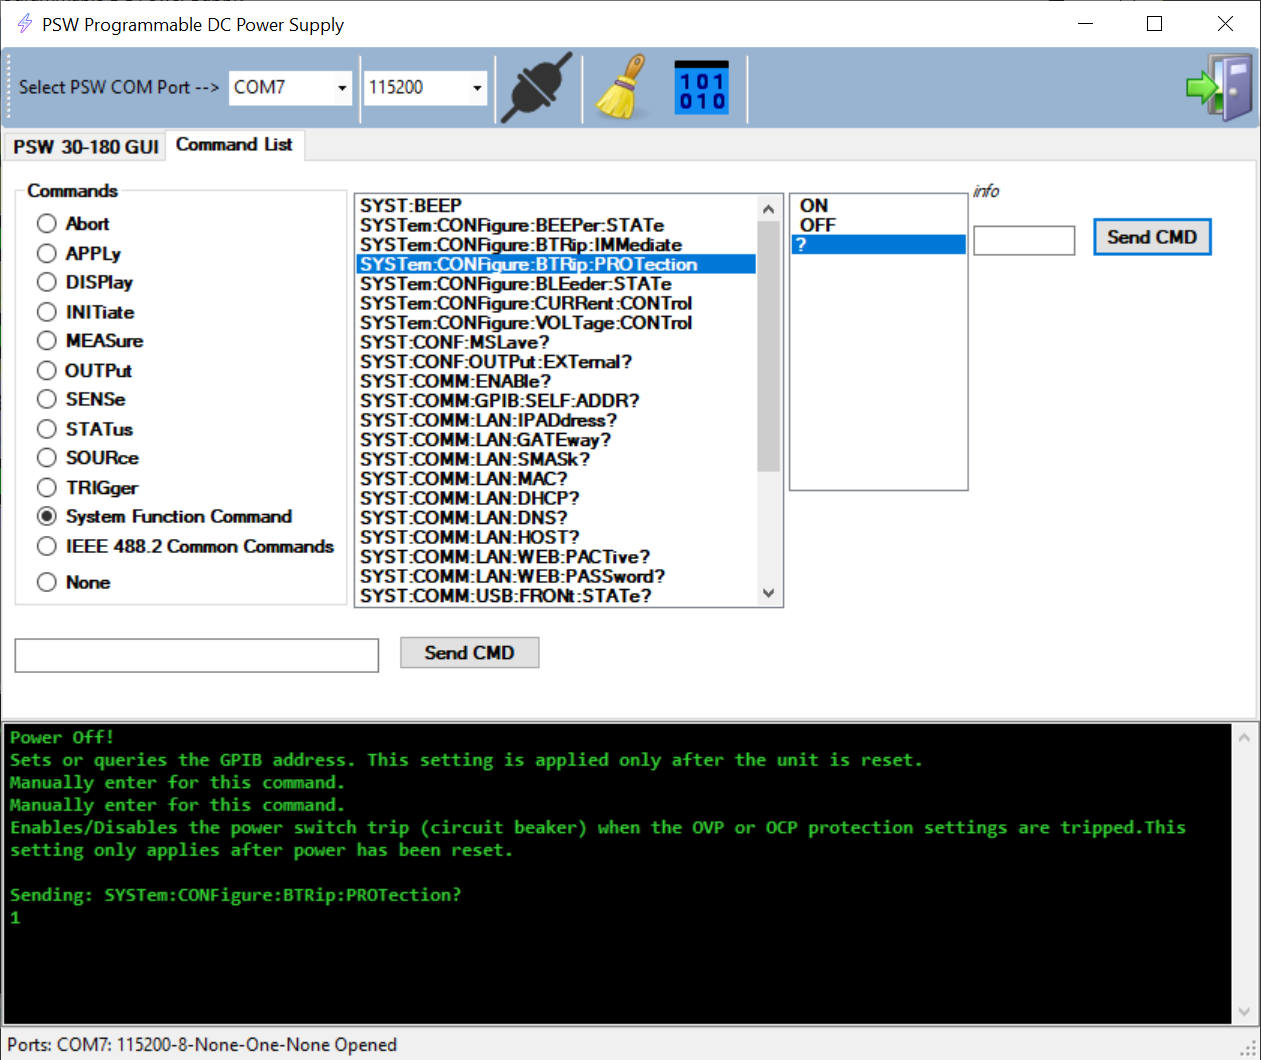 PSW Programmable DC Power Supply
Select PSW COM Port -->
COM7
115200
101
010
PSW 30-180 GUI
Command List
Commands
Abort
APPLy
DISPlay
INITiate
MEASure
OUTPut
SENSe
STATus
SOURce
TRIGger
System Function Command
IEEE 488.2 Common Commands
None
SYST:BEEP
SYSTem:CONFigure:BEEPer:STATe
SYSTem:CONFigure:BTRip:IMMediate
SYSTem:CONFigure:BTRip:PROTection
SYSTem:CONFigure:BLEeder:STATe
SYSTem:CONFigure:CURRent:CONTrol
SYSTem:CONFigure:VOLTage:CONTrol
SYST:CONF:MSLave?
SYST:CONF:OUTPut:EXTernal?
SYST:COMM:ENABle?
SYST:COMM:GPIB:SELF:ADDR?
SYST:COMM:LAN:IPADdress?
SYST:COMM:LAN:GATEway?
SYST:COMM:LAN:SMASk?
SYST:COMM:LAN:MAC?
SYST:COMM:LAN:DHCP?
SYST:COMM:LAN:DNS?
SYST:COMM:LAN:HOST?
SYST:COMM:LAN:WEB:PACTive?
SYST:COMM:LAN:WEB:PASSword?
SYST:COMM:USB:FRONt:STATe?
ON
OFF
?
info
Send CMD
Send CMD
Power Off!
Sets or queries the GPIB address. This setting is applied only after the unit is reset.
Manually enter for this command.
Manually enter for this command.
Enables/Disables the power switch trip (circuit beaker) when the OVP or OCP protection settings are tripped.This
setting only applies after power has been reset.
Sending: SYSTem:CONFigure:BTRip:PROTection?
1
Ports: COM7: 115200-8-None-One-None Opened